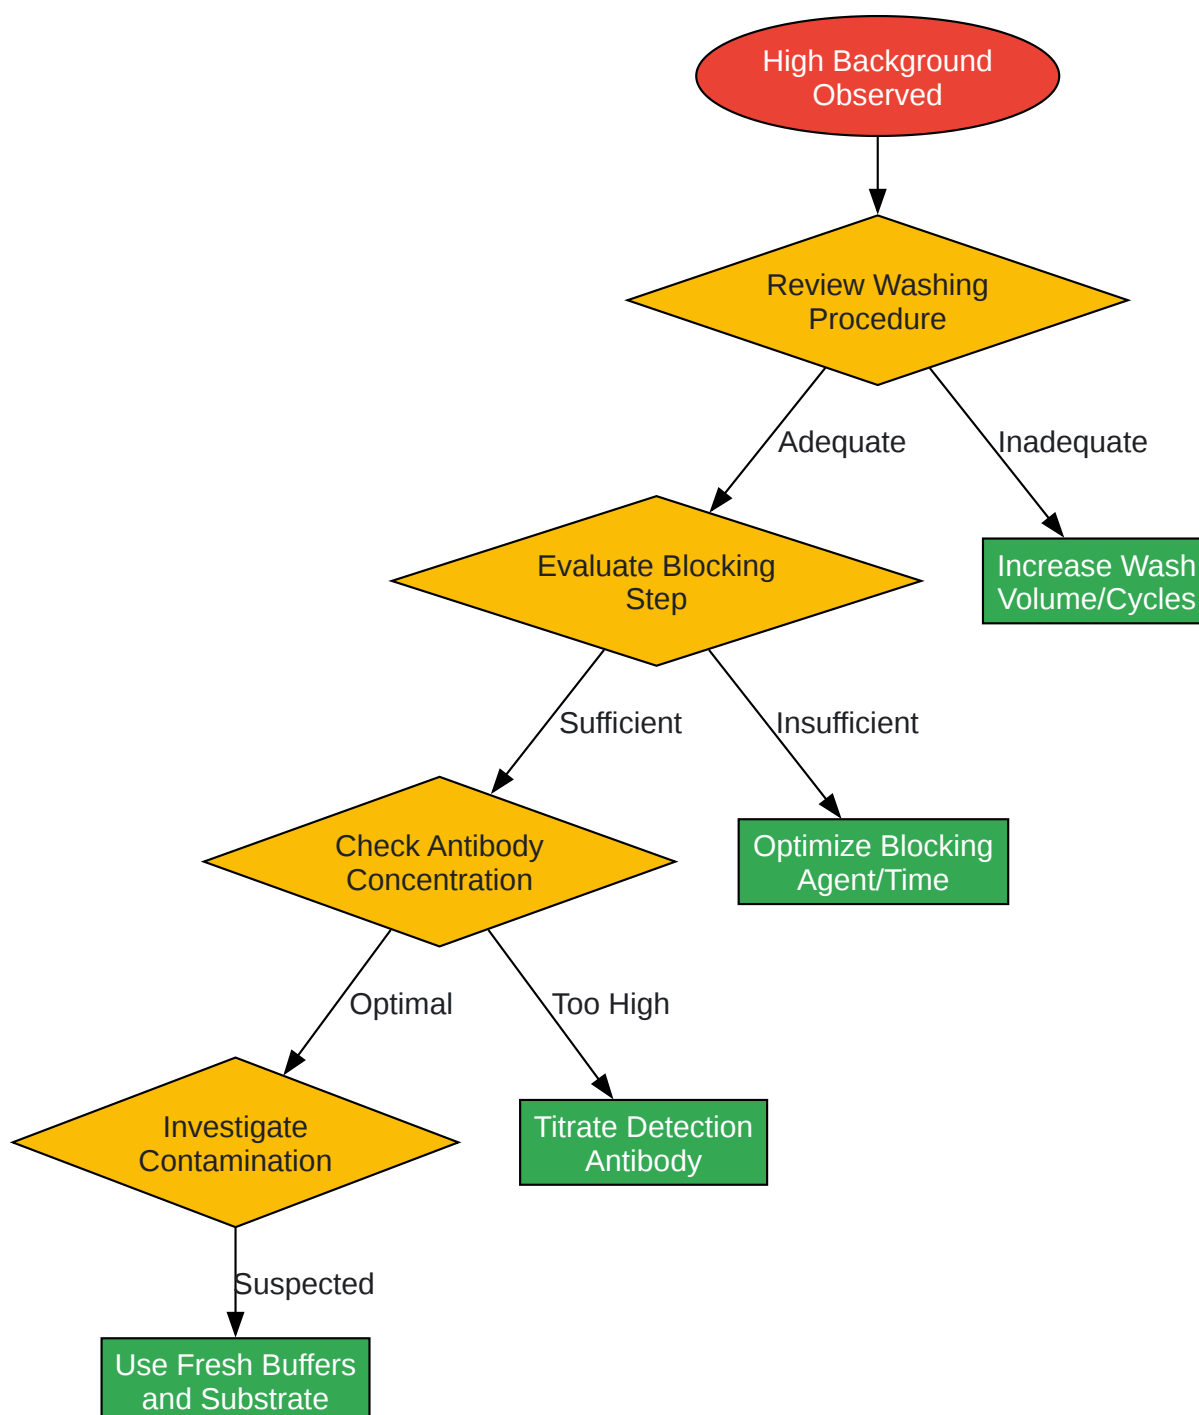 High Background
Observed
Review Washing
Procedure
Adequate
Inadequate
Evaluate Blocking
Step
Increase Wash
Volume/Cycles
Sufficient
Insufficient
Check Antibody
Concentration
Optimize Blocking
Agent/Time
Optimal
Too High
Investigate
Contamination
Titrate Detection
Antibody
Suspected
Use Fresh Buffers
and Substrate